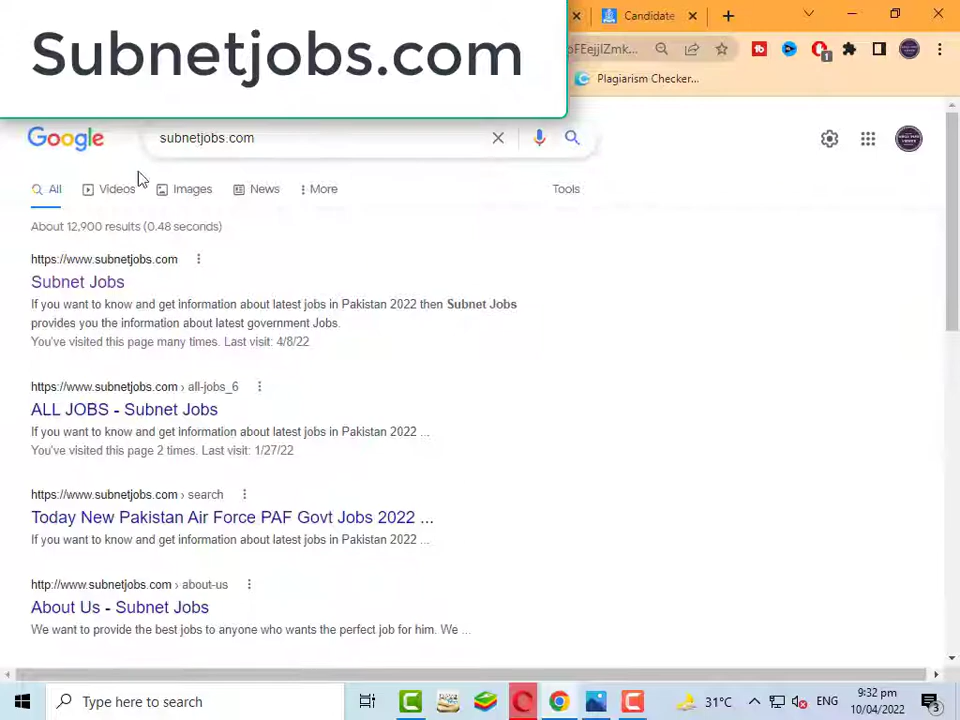 Subnetjobs.com
Candidate
oFEejjlZmk...
Plagiarism Checker...
Google
subnetjobs.com
All
Videos
Images
News
More
Tools
About 12,900 results (0.48 seconds)
https://www.subnetjobs.com
Subnet Jobs
If you want to know and get information about latest jobs in Pakistan 2022 then Subnet Jobs
provides you the information about latest government Jobs.
You've visited this page many times. Last visit: 4/8/22
https://www.subnetjobs.com › all-jobs_6
ALL JOBS - Subnet Jobs
If you want to know and get information about latest jobs in Pakistan 2022 ...
You've visited this page 2 times. Last visit: 1/27/22
https://www.subnetjobs.com › search
Today New Pakistan Air Force PAF Govt Jobs 2022 ...
If you want to know and get information about latest jobs in Pakistan 2022 ...
http://www.subnetjobs.com › about-us
About Us - Subnet Jobs
We want to provide the best jobs to anyone who wants the perfect job for him. We ...
Type here to search
31°C
ENG
9:32 pm
10/04/2022
3